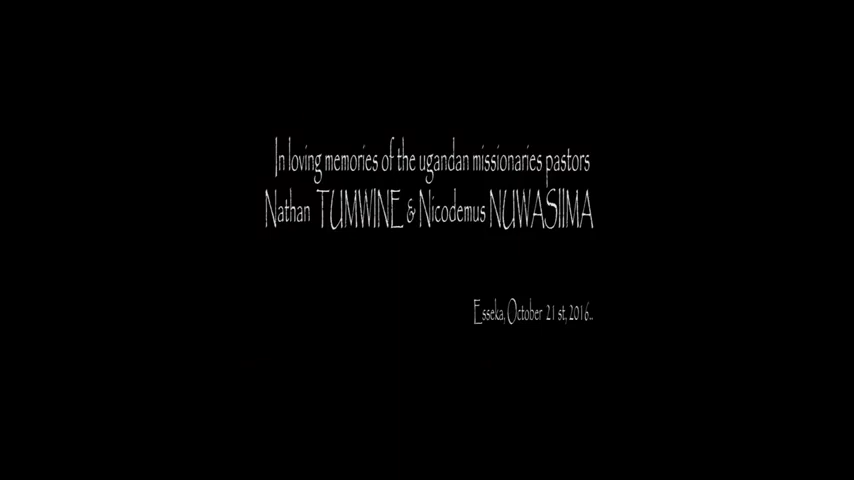 In loving memories of the ugandan missionaries pastors
Nathan TUMWINE & Nicodemus NUWASIIMA
Esseka, October 21 st, 2016..